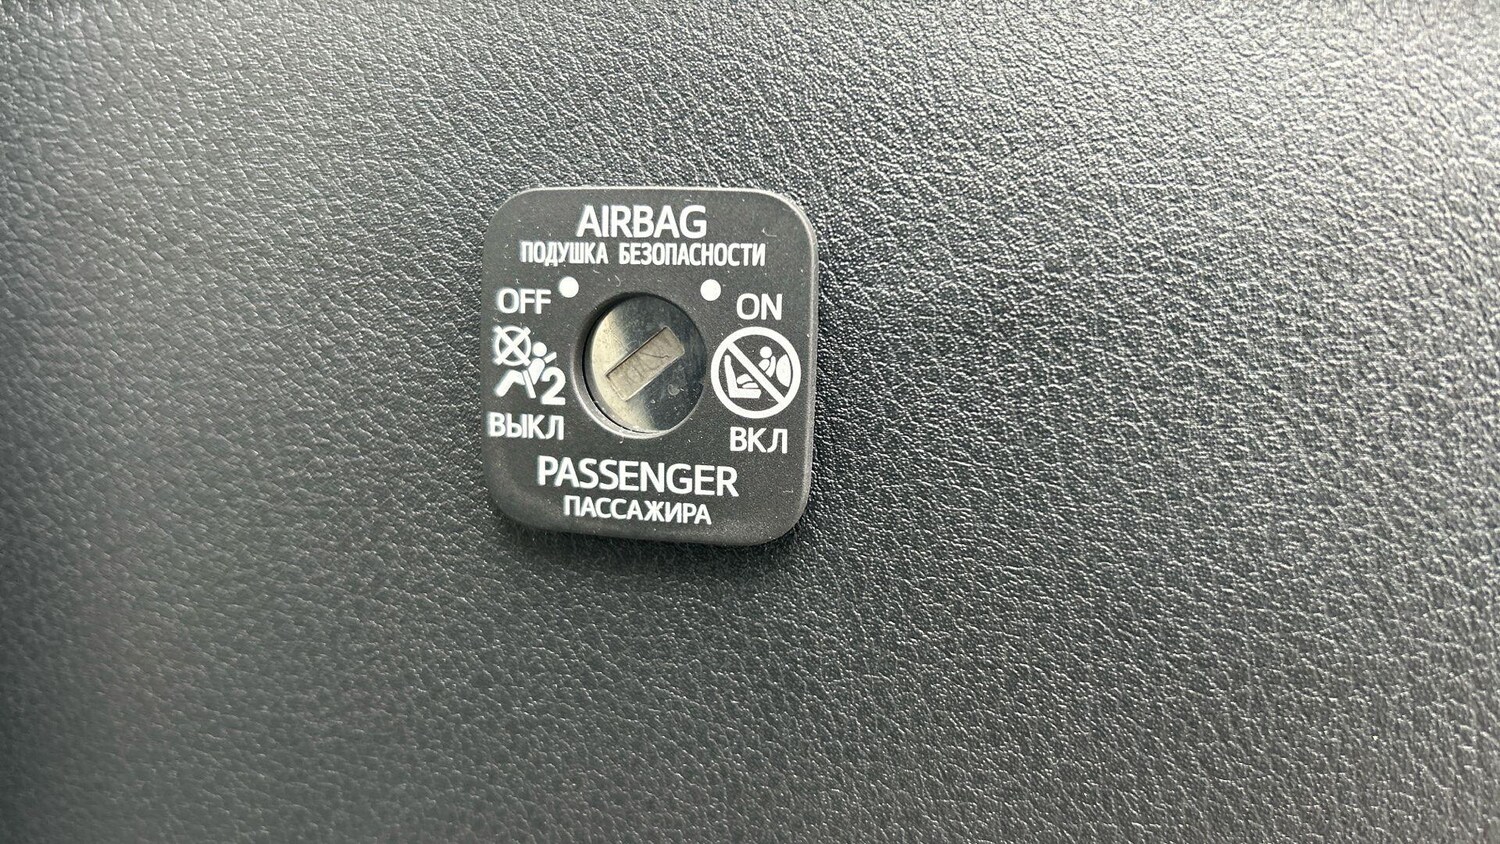 AIRBAG
ПОДУШКА БЕЗОПАСНОСТИ
OFF
ON
2
ВЫКЛ
ВКЛ
PASSENGER
ПАССАЖИРА